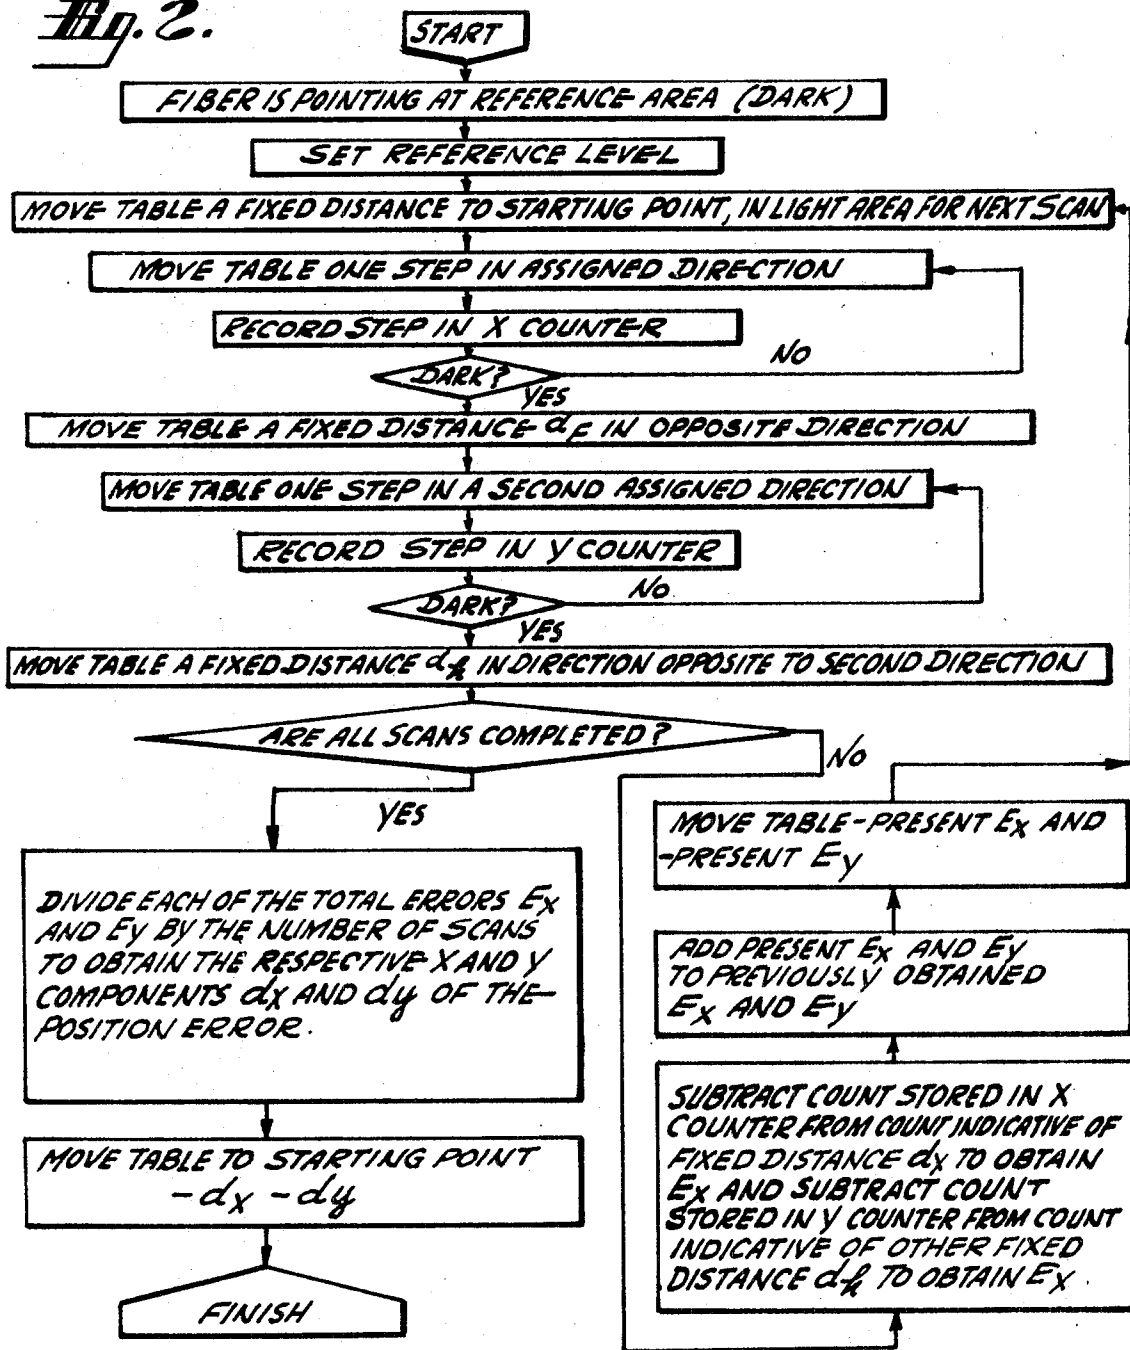 Fig. 2.
START
FIBER IS POINTING AT REFERENCE AREA (DARK)
SET REFERENCE LEVEL
MOVE TABLE A FIXED DISTANCE TO STARTING POINT, IN LIGHT AREA FOR NEXT SCAN
MOVE TABLE ONE STEP IN ASSIGNED DIRECTION
RECORD STEP IN X COUNTER
NO
DARK?
YES
MOVE TABLE A FIXED DISTANCE dF IN OPPOSITE DIRECTION
MOVE TABLE ONE STEP IN A SECOND ASSIGNED DIRECTION
RECORD STEP IN Y COUNTER
NO
DARK?
YES
MOVE TABLE A FIXED DISTANCE dk IN DIRECTION OPPOSITE TO SECOND DIRECTION
ARE ALL SCANS COMPLETED?
NO
YES
DIVIDE EACH OF THE TOTAL ERRORS EX
AND EY BY THE NUMBER OF SCANS
TO OBTAIN THE RESPECTIVE X AND Y
COMPONENTS dx AND dy OF THE
POSITION ERROR.
MOVE TABLE TO STARTING POINT
-dx -dy
FINISH
MOVE TABLE-PRESENT EX AND
-PRESENT EY
ADD PRESENT EX AND EY
TO PREVIOUSLY OBTAINED
EX AND EY
SUBTRACT COUNT STORED IN X
COUNTER FROM COUNT INDICATIVE OF
FIXED DISTANCE dx TO OBTAIN
EX AND SUBTRACT COUNT
STORED IN Y COUNTER FROM COUNT
INDICATIVE OF OTHER FIXED
DISTANCE dk TO OBTAIN EX.